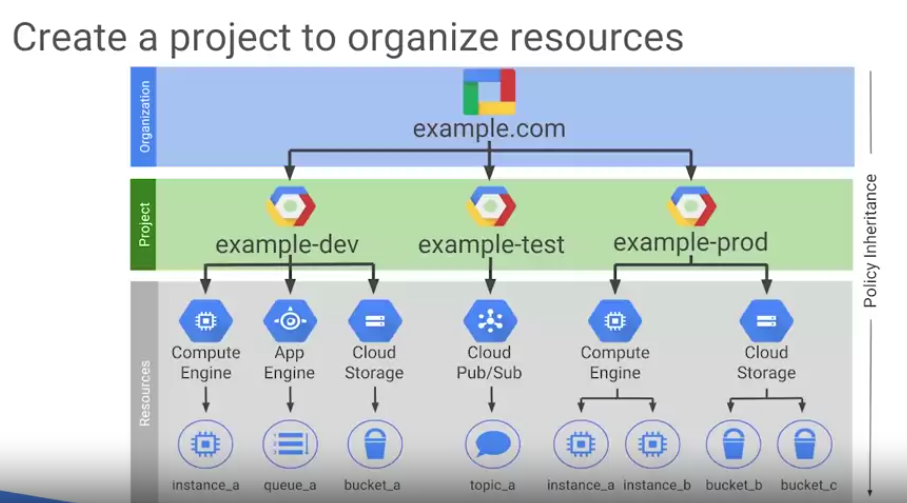 Create a project to organize resources
Organization
example.com
Project
example-dev
example-test
example-prod
Policy Inheritance
Resources
Compute
Engine
App
Engine
Cloud
Storage
Cloud
Pub/Sub
Compute
Engine
Cloud
Storage
instance_a
queue_a
bucket_a
topic_a
instance_a
instance_b
bucket_b
bucket_c